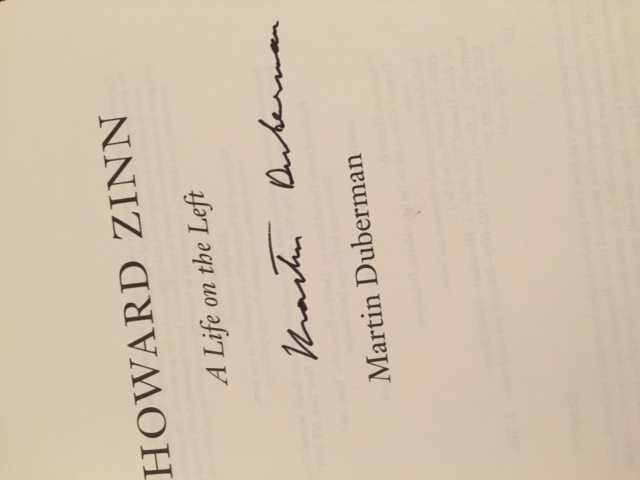 HOWARD ZINN
A Life on the Left
Martin Duberman
Martin Duberman